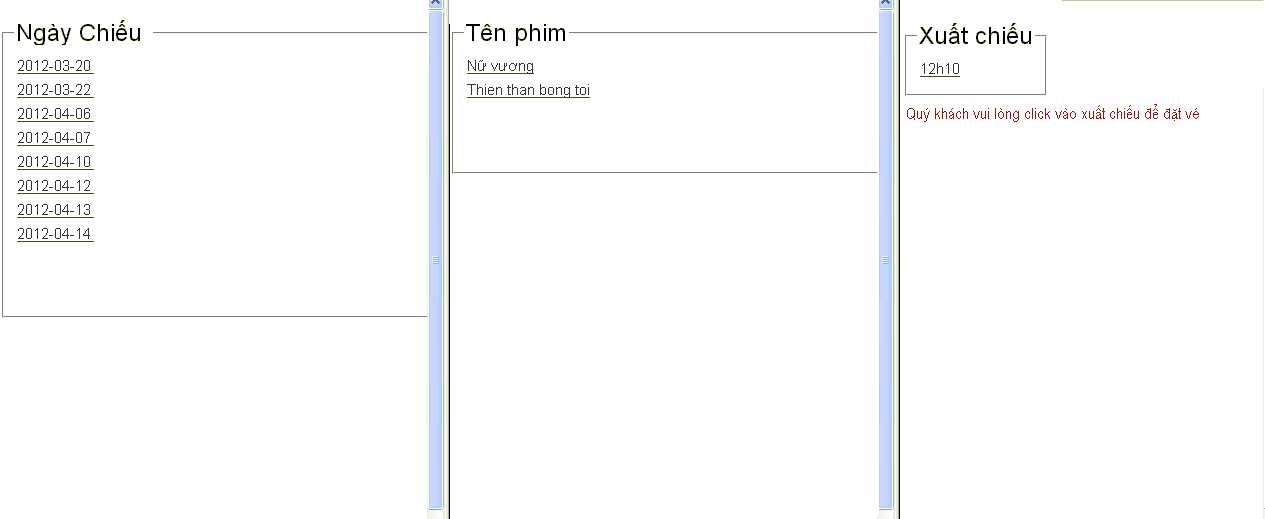 Ngày Chiếu
2012-03-20
2012-03-22
2012-04-06
2012-04-07
2012-04-10
2012-04-12
2012-04-13
2012-04-14
Tên phim
Nữ vương
Thien than bong toi
Xuất chiếu
12h10
Quý khách vui lòng click vào xuất chiếu để đặt vé